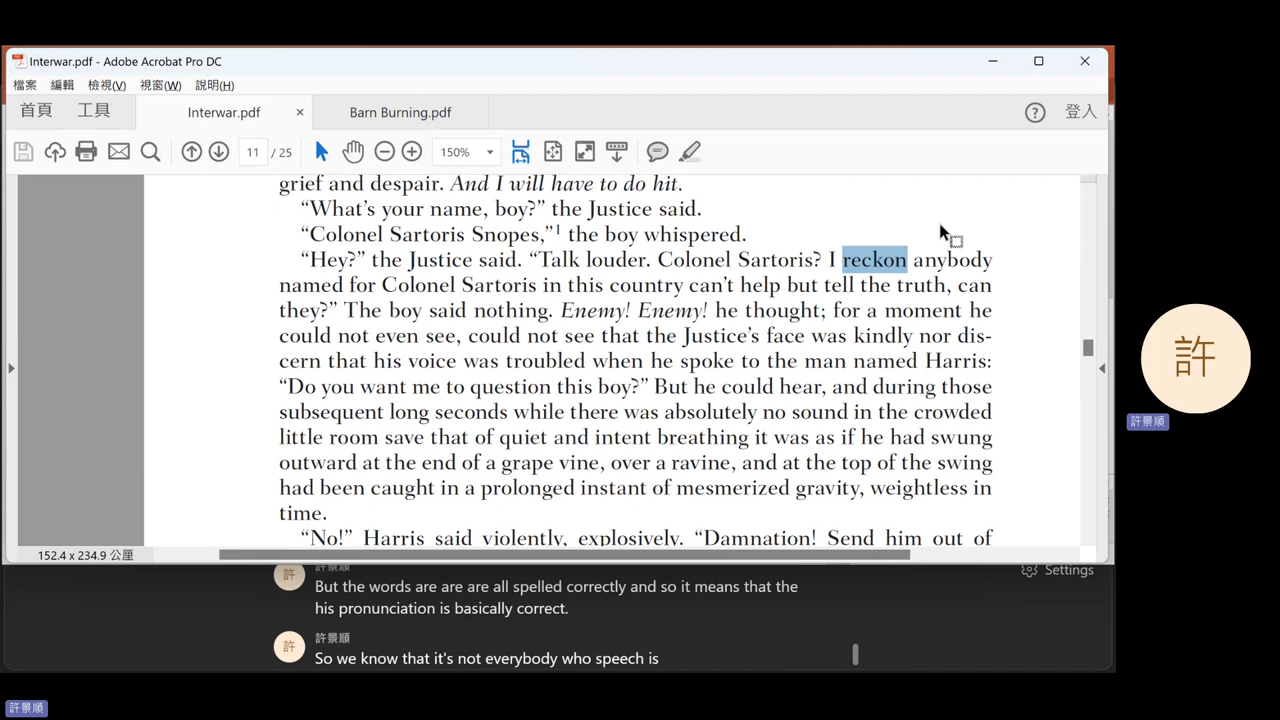 Interwar.pdf - Adobe Acrobat Pro DC
檔案 編輯 檢視(V) 視窗(W) 說明(H)
首頁 工具 Interwar.pdf × Barn Burning.pdf ? 登入
11 / 25 150%
grief and despair. And I will have to do hit.
“What’s your name, boy?” the Justice said.
“Colonel Sartoris Snopes,”1 the boy whispered.
“Hey?” the Justice said. “Talk louder. Colonel Sartoris? I reckon anybody
named for Colonel Sartoris in this country can’t help but tell the truth, can
they?” The boy said nothing. Enemy! Enemy! he thought; for a moment he
could not even see, could not see that the Justice’s face was kindly nor dis-
cern that his voice was troubled when he spoke to the man named Harris:
“Do you want me to question this boy?” But he could hear, and during those
subsequent long seconds while there was absolutely no sound in the crowded
little room save that of quiet and intent breathing it was as if he had swung
outward at the end of a grape vine, over a ravine, and at the top of the swing
had been caught in a prolonged instant of mesmerized gravity, weightless in
time.
“No!” Harris said violently, explosively. “Damnation! Send him out of
152.4 x 234.9 公厘
許景順
許
But the words are are are all spelled correctly and so it means that the
his pronunciation is basically correct.
許景順
許
So we know that it's not everybody who speech is
Settings
許
許景順
許景順